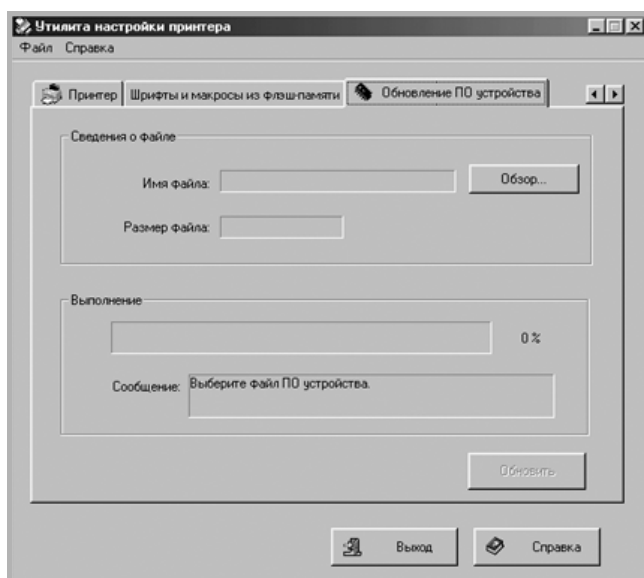 Утилита настройки принтера
Файл Справка
Принтер Шрифты и макросы из флэш-памяти Обновление ПО устройства
Сведения о файле
Имя файла: Обзор...
Размер файла:
Выполнение
0 %
Сообщение: Выберите файл ПО устройства.
Обновить
Выход Справка